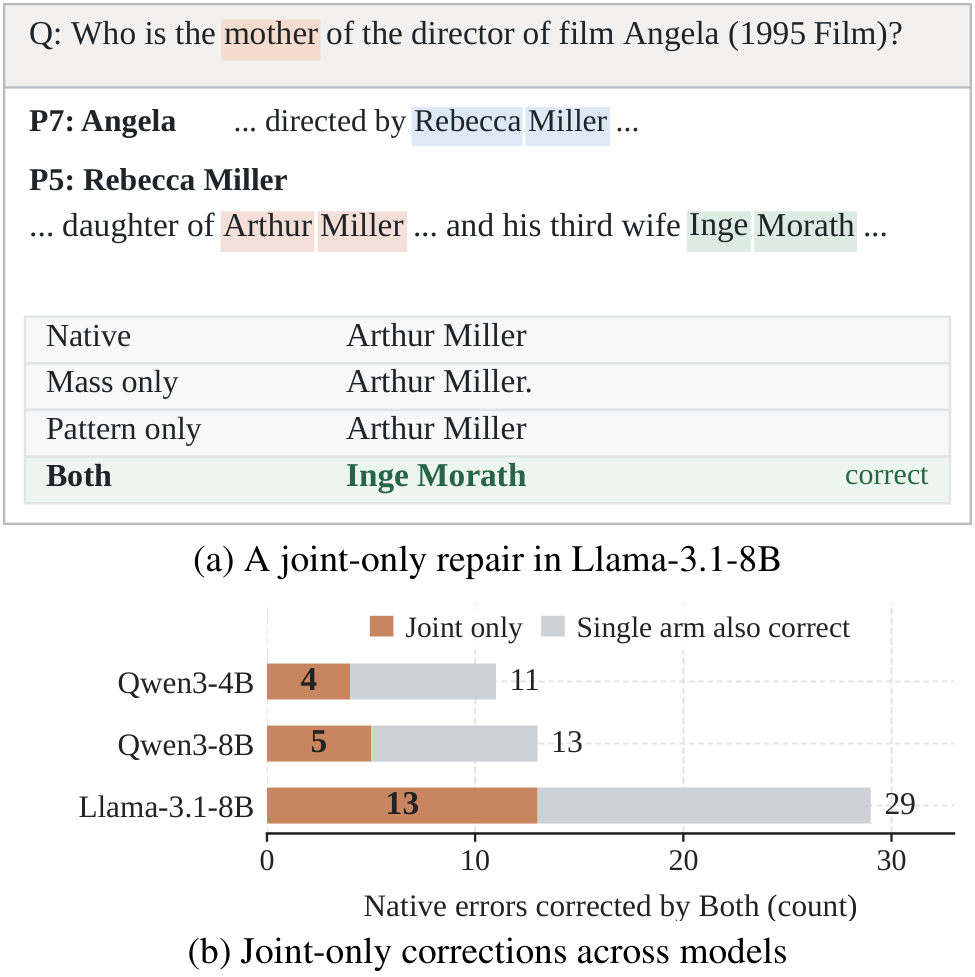 Q: Who is the mother of the director of film Angela (1995 Film)?
P7: Angela ... directed by Rebecca Miller ...
P5: Rebecca Miller
... daughter of Arthur Miller ... and his third wife Inge Morath ...
Native Arthur Miller
Mass only Arthur Miller.
Pattern only Arthur Miller
Both Inge Morath correct
(a) A joint-only repair in Llama-3.1-8B
Joint only Single arm also correct
Qwen3-4B 4 11
Qwen3-8B 5 13
Llama-3.1-8B 13 29
0 10 20 30
Native errors corrected by Both (count)
(b) Joint-only corrections across models